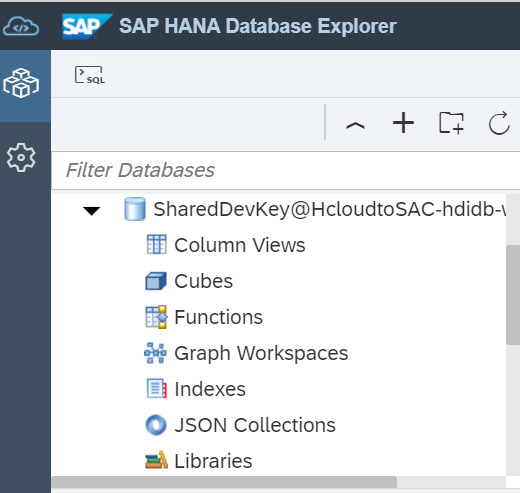 SAP SAP HANA Database Explorer
SQL
Filter Databases
SharedDevKey@HcloudtoSAC-hdidb-
Column Views
Cubes
Functions
Graph Workspaces
Indexes
JSON Collections
Libraries